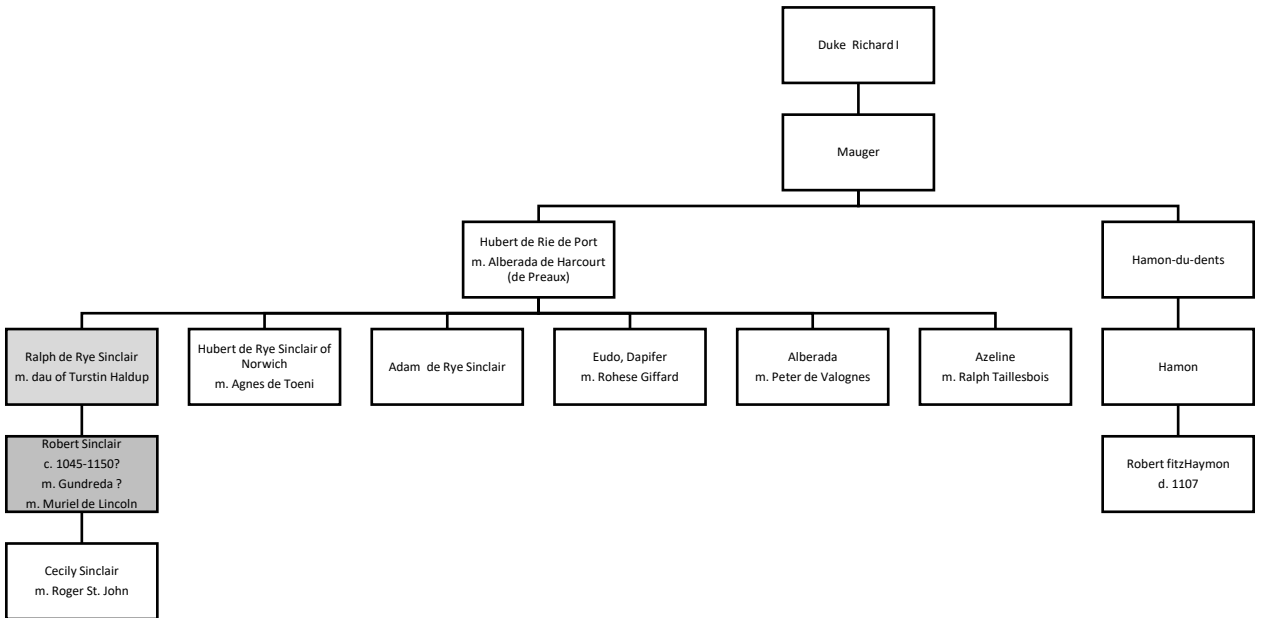 Duke Richard I
Mauger
Hubert de Rie de Port
m. Alberada de Harcourt
(de Preaux)
Hamon-du-dents
Ralph de Rye Sinclair
m. dau of Turstin Haldup
Hubert de Rye Sinclair of
Norwich
m. Agnes de Toeni
Adam de Rye Sinclair
Eudo, Dapifer
m. Rohese Giffard
Alberada
m. Peter de Valognes
Azeline
m. Ralph Taillesbois
Hamon
Robert Sinclair
c. 1045-1150?
m. Gundreda ?
m. Muriel de Lincoln
Robert fitzHaymon
d. 1107
Cecily Sinclair
m. Roger St. John